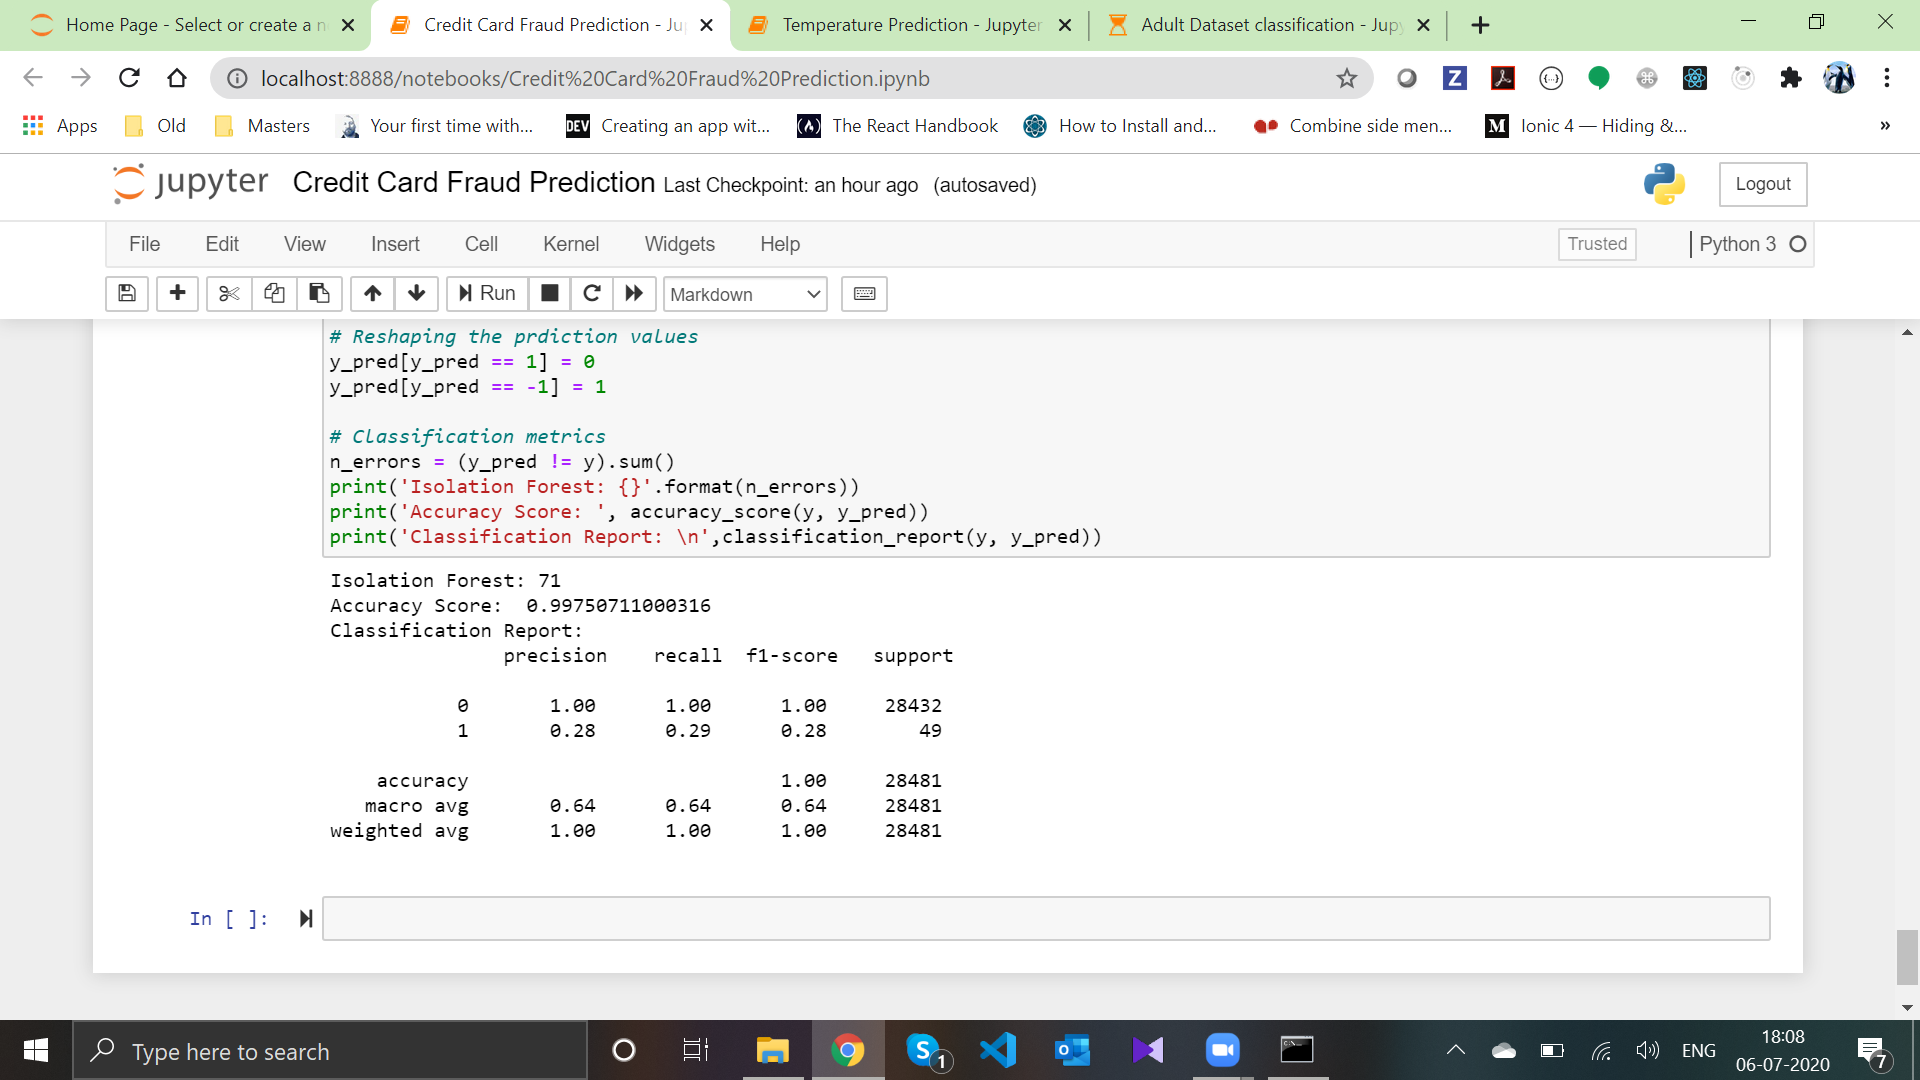 Home Page - Select or create a n
Credit Card Fraud Prediction - Ju
Temperature Prediction - Jupyter
Adult Dataset classification - Jupy
localhost:8888/notebooks/Credit%20Card%20Fraud%20Prediction.ipynb
Apps
Old
Masters
Your first time with...
DEV
Creating an app wit...
The React Handbook
How to Install and...
Combine side men...
M
Ionic 4 — Hiding &...
»
jupyter
Credit Card Fraud Prediction Last Checkpoint: an hour ago (autosaved)
Logout
File Edit View Insert Cell Kernel Widgets Help
Trusted
Python 3
Run
Markdown
# Reshaping the prdiction values
y_pred[y_pred == 1] = 0
y_pred[y_pred == -1] = 1
# Classification metrics
n_errors = (y_pred != y).sum()
print('Isolation Forest: {}'.format(n_errors))
print('Accuracy Score: ', accuracy_score(y, y_pred))
print('Classification Report: \n',classification_report(y, y_pred))
Isolation Forest: 71
Accuracy Score:  0.99750711000316
Classification Report:
precision recall f1-score support
0 1.00 1.00 1.00 28432
1 0.28 0.29 0.28 49
accuracy 1.00 28481
macro avg 0.64 0.64 0.64 28481
weighted avg 1.00 1.00 1.00 28481
In [ ]:
Type here to search
S 1
ENG
18:08
06-07-2020
7